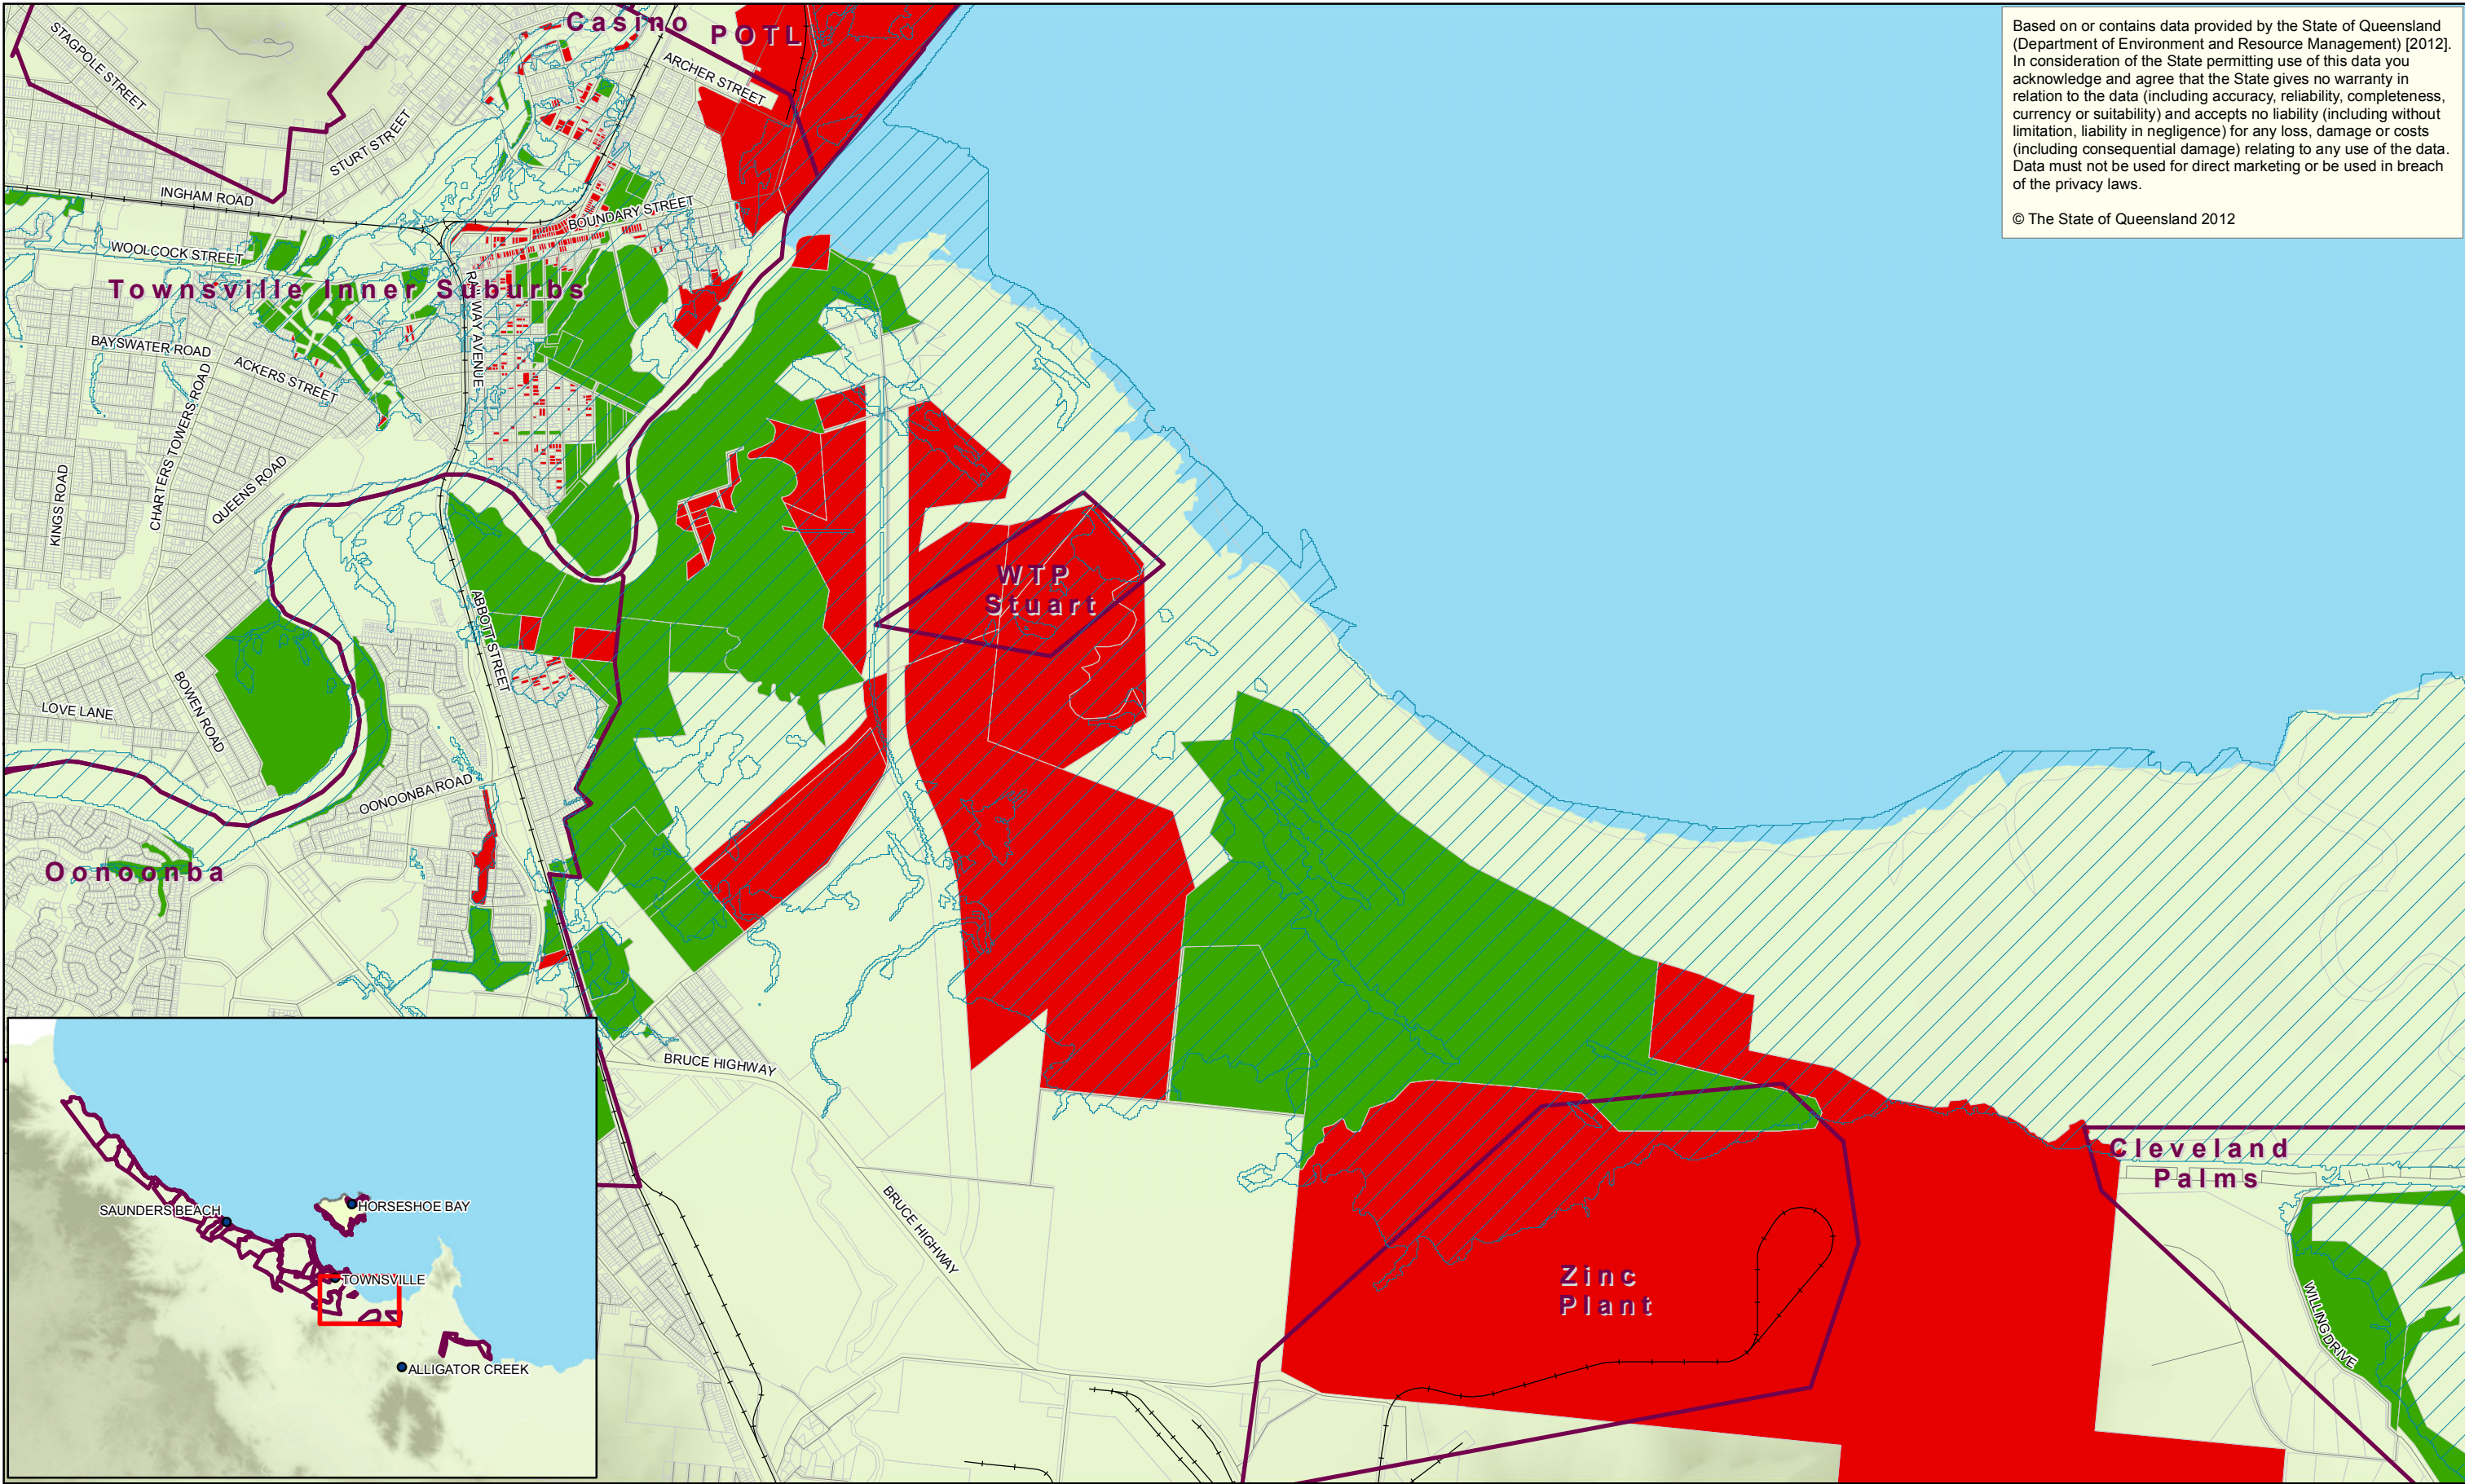 Casino
POTL
STAGPOLE STREET
ARCHER STREET
STURT STREET
INGHAM ROAD
BOUNDARY STREET
WOOLCOCK STREET
Townsville Inner Suburbs
RAILWAY AVENUE
BAYSWATER ROAD
ACKERS STREET
CHARTERS TOWERS ROAD
KINGS ROAD
QUEENS ROAD
ABBOTT STREET
WTP
Stuart
BOWEN ROAD
LOVE LANE
OONOONBA ROAD
Oonoonba
BRUCE HIGHWAY
BRUCE HIGHWAY
Zinc
Plant
Cleveland
Palms
WILLING DRIVE
Based on or contains data provided by the State of Queensland
(Department of Environment and Resource Management) [2012].
In consideration of the State permitting use of this data you
acknowledge and agree that the State gives no warranty in
relation to the data (including accuracy, reliability, completeness,
currency or suitability) and accepts no liability (including without
limitation, liability in negligence) for any loss, damage or costs
(including consequential damage) relating to any use of the data.
Data must not be used for direct marketing or be used in breach
of the privacy laws.
© The State of Queensland 2012
SAUNDERS BEACH
HORSESHOE BAY
TOWNSVILLE
ALLIGATOR CREEK